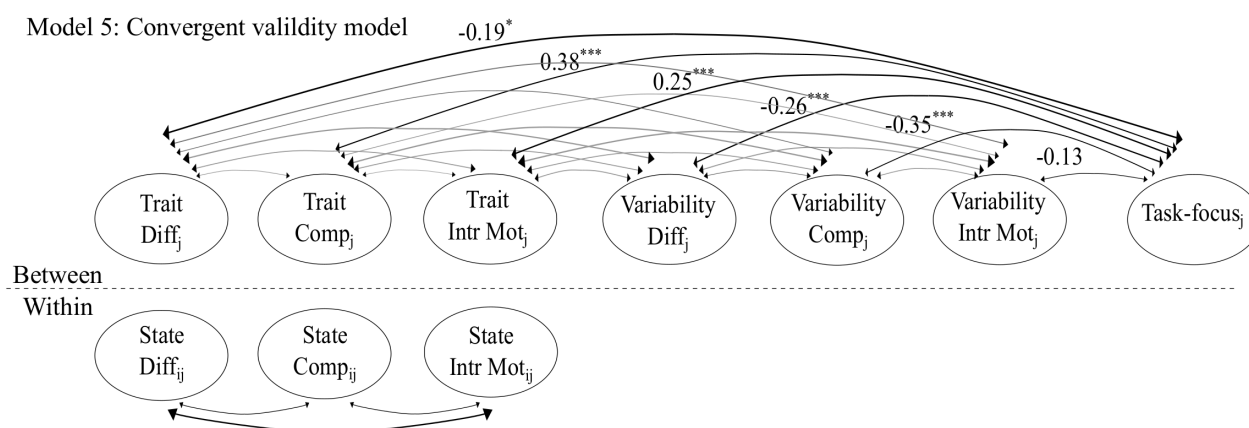 Model 5: Convergent valildity model
-0.19*
0.38***
0.25***
-0.26***
-0.35***
-0.13
Trait
Diffj
Trait
Compj
Trait
Intr Motj
Variability
Diffj
Variability
Compj
Variability
Intr Motj
Task-focusj
Between
Within
State
Diffij
State
Compij
State
Intr Motij